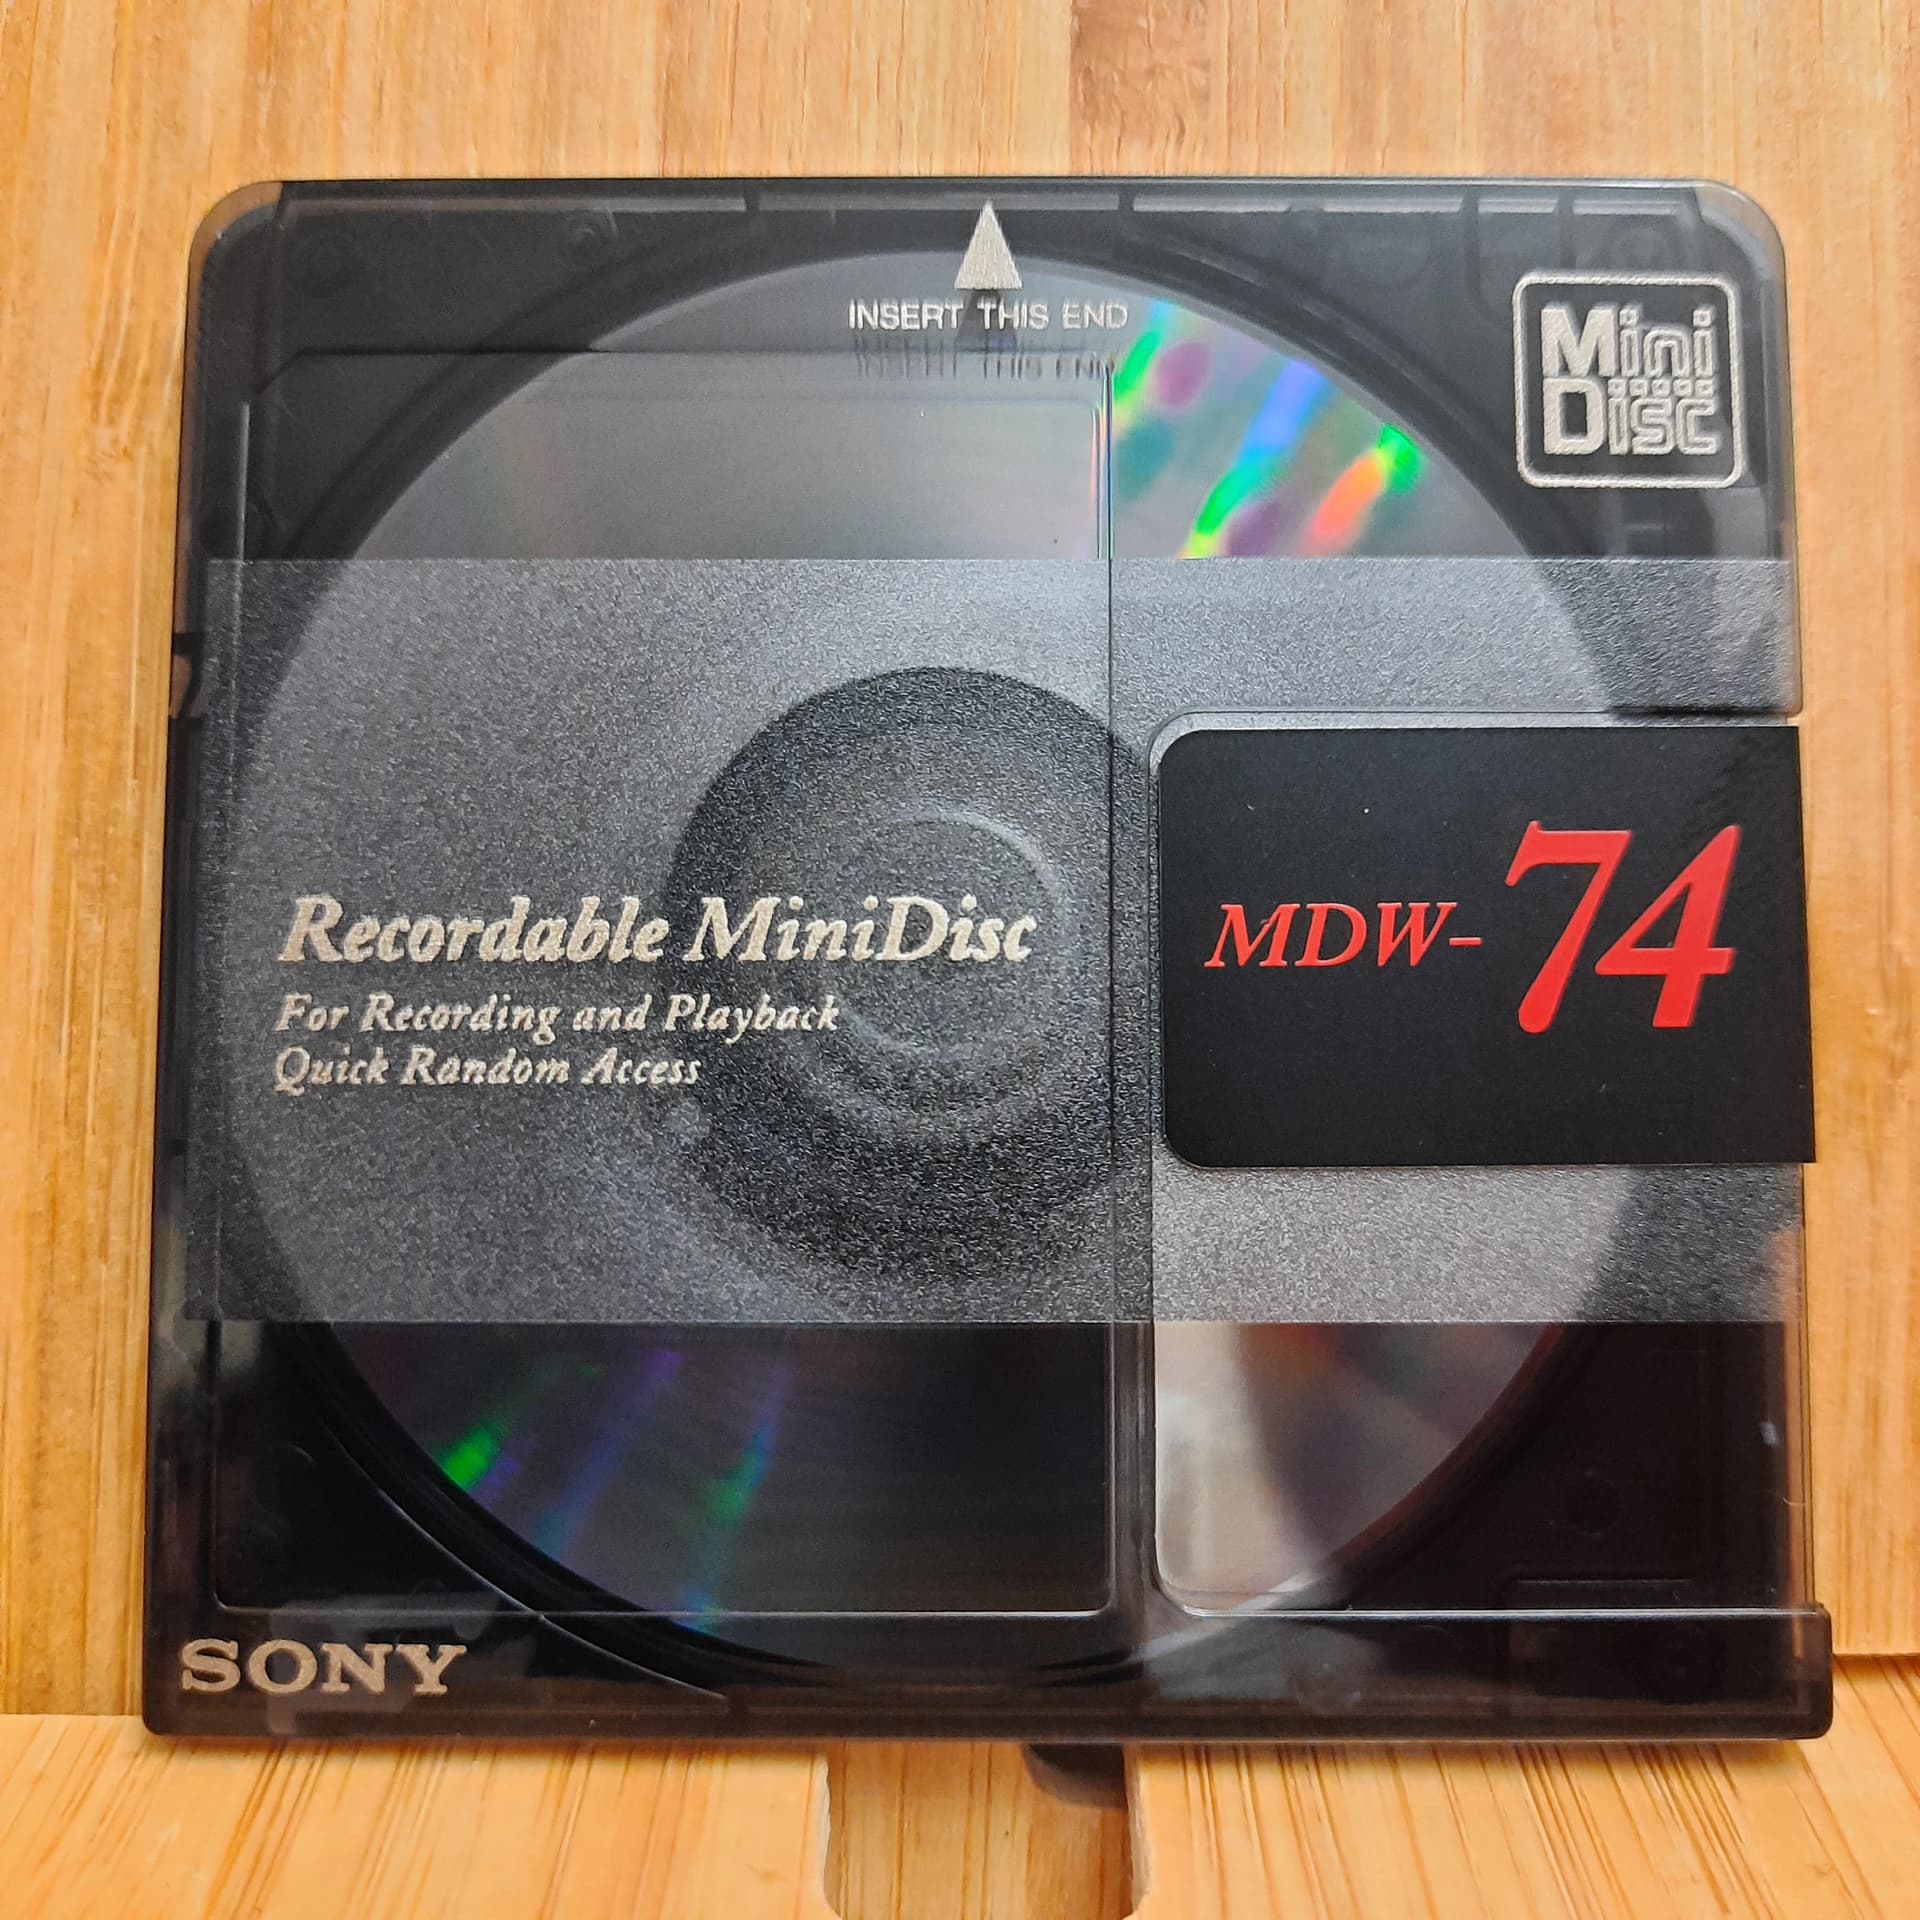 INSERT THIS END
Mini
Disc
MDW-74
Recordable MiniDisc
For Recording and Playback
Quick Random Access
SONY